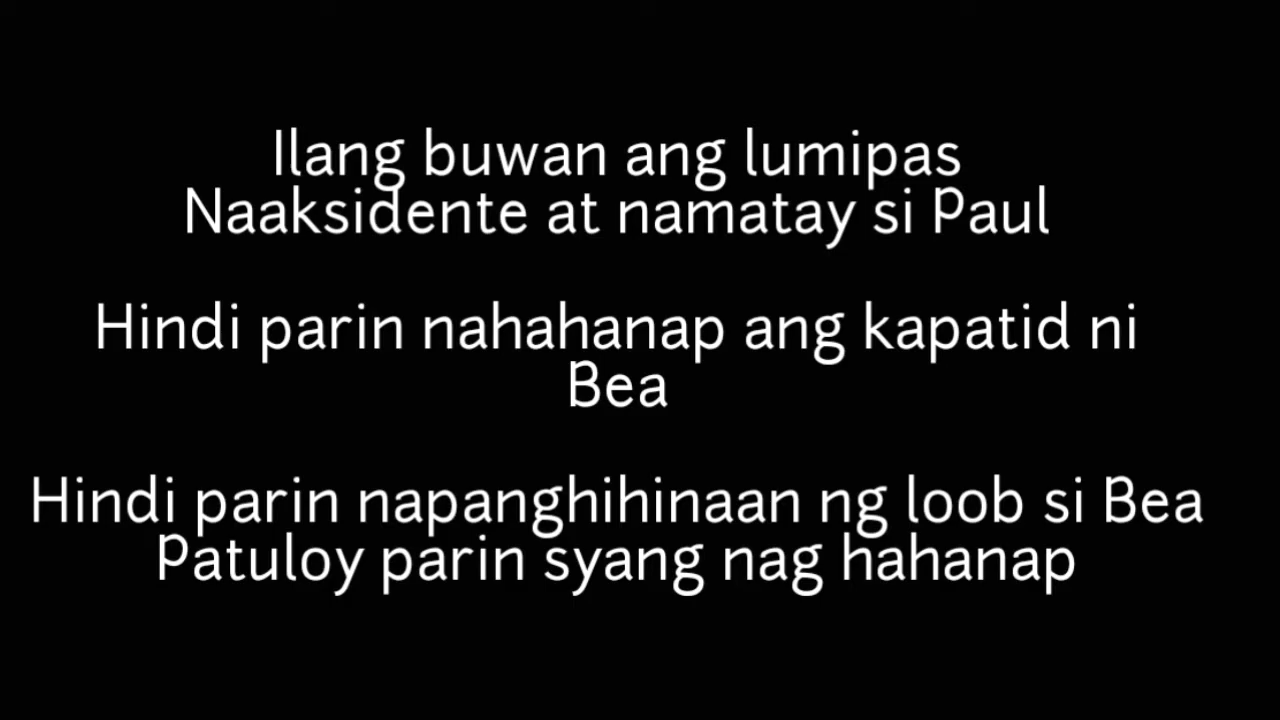 Ilang buwan ang lumipas
Naaksidente at namatay si Paul
Hindi parin nahahanap ang kapatid ni
Bea
Hindi parin napanghihinaan ng loob si Bea
Patuloy parin syang nag hahanap